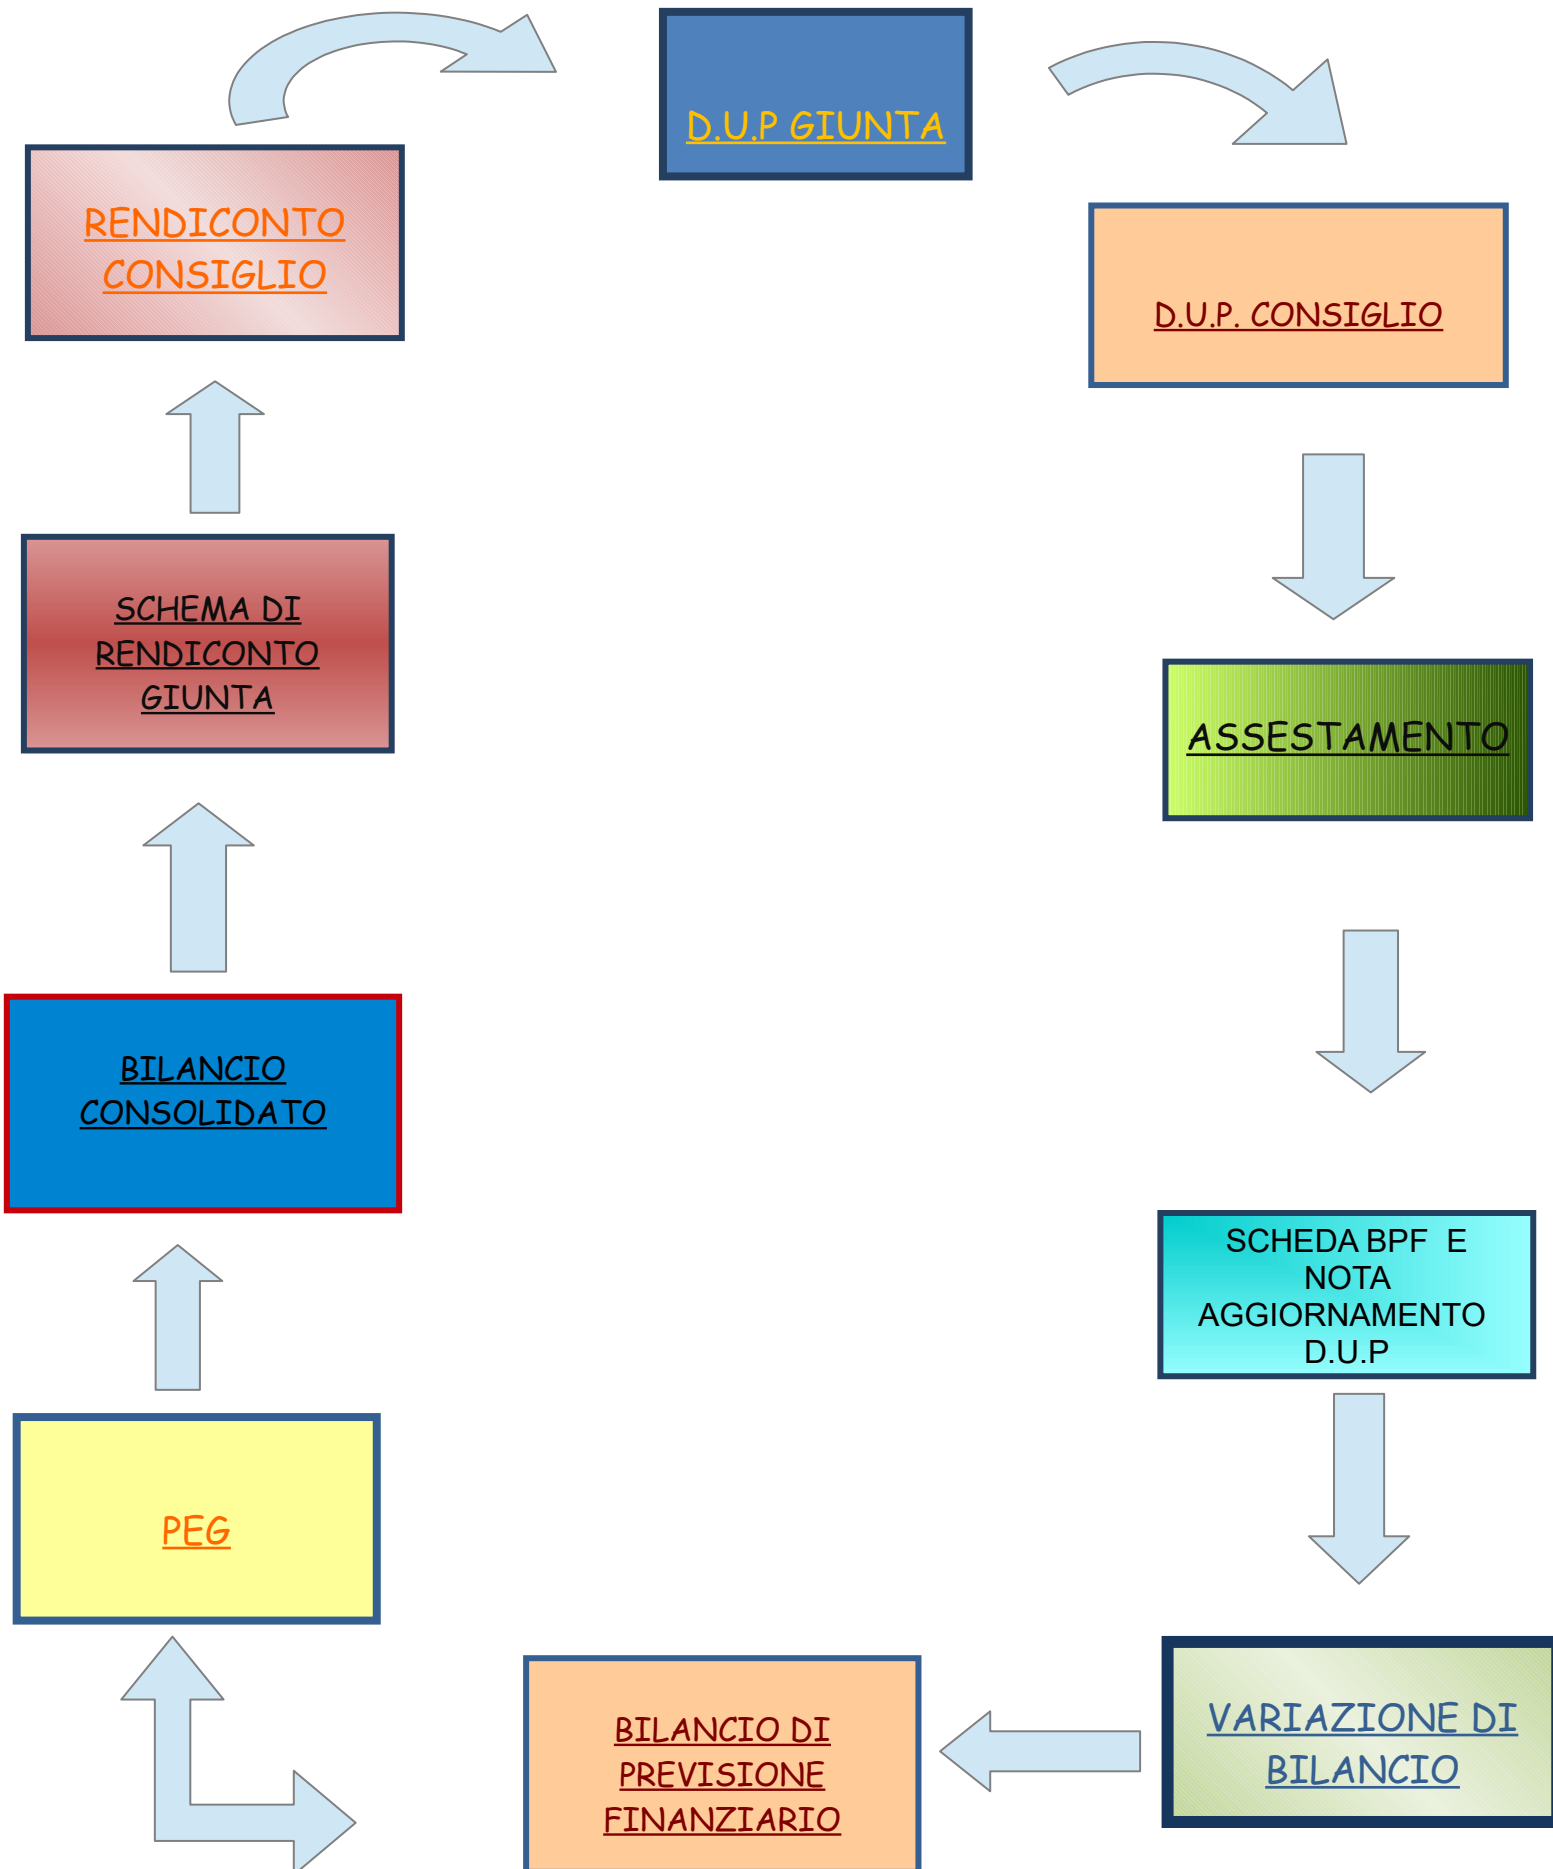 D.U.P GIUNTA
RENDICONTO
CONSIGLIO
D.U.P. CONSIGLIO
SCHEMA DI
RENDICONTO
GIUNTA
ASSESTAMENTO
BILANCIO
CONSOLIDATO
SCHEDA BPF  E
NOTA
AGGIORNAMENTO
D.U.P
PEG
BILANCIO DI
PREVISIONE
FINANZIARIO
VARIAZIONE DI
BILANCIO